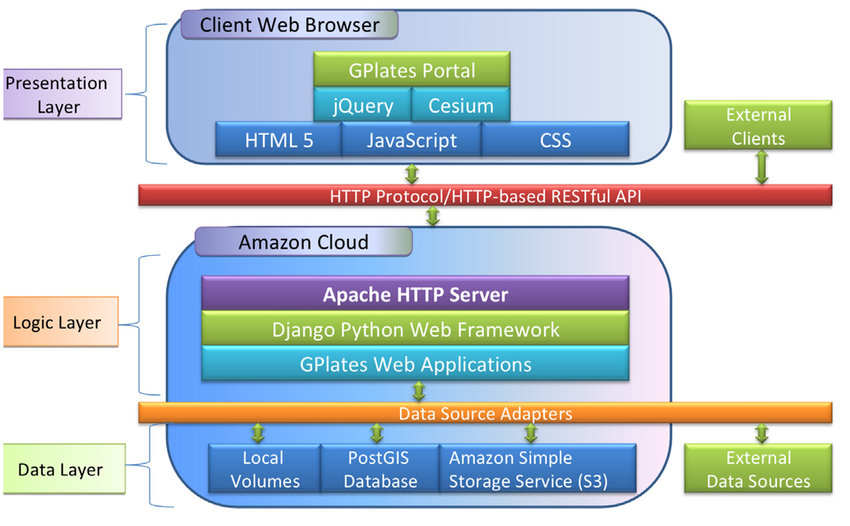 Client Web Browser
GPlates Portal
jQuery
Cesium
HTML 5
JavaScript
CSS
Presentation
Layer
External
Clients
HTTP Protocol/HTTP-based RESTful API
Amazon Cloud
Apache HTTP Server
Django Python Web Framework
GPlates Web Applications
Logic Layer
Data Source Adapters
Data Layer
Local
Volumes
PostGIS
Database
Amazon Simple
Storage Service (S3)
External
Data Sources